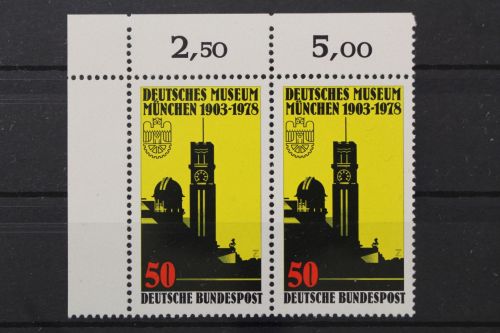 2,50 5,00
DEUTSCHES MUSEUM
MÜNCHEN 1903-1978
50
DEUTSCHE BUNDESPOST
DEUTSCHES MUSEUM
MÜNCHEN 1903-1978
50
DEUTSCHE BUNDESPOST